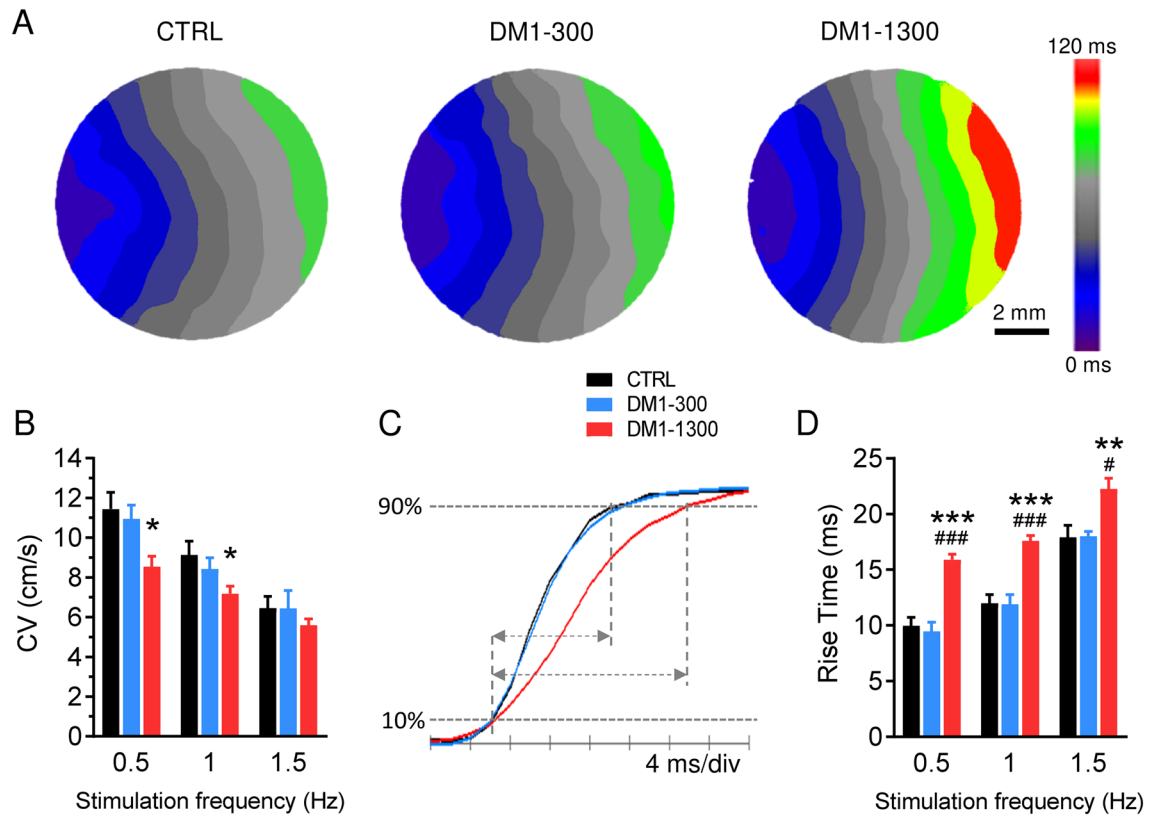 A
CTRL
DM1-300
DM1-1300
120 ms
2 mm
0 ms
CTRL
DM1-300
DM1-1300
B
CV (cm/s)
14
12
10
8
6
4
2
0
*
*
0.5
1
1.5
Stimulation frequency (Hz)
C
90%
10%
4 ms/div
D
Rise Time (ms)
25
20
15
10
5
0
***
###
***
###
**
#
0.5
1
1.5
Stimulation frequency (Hz)